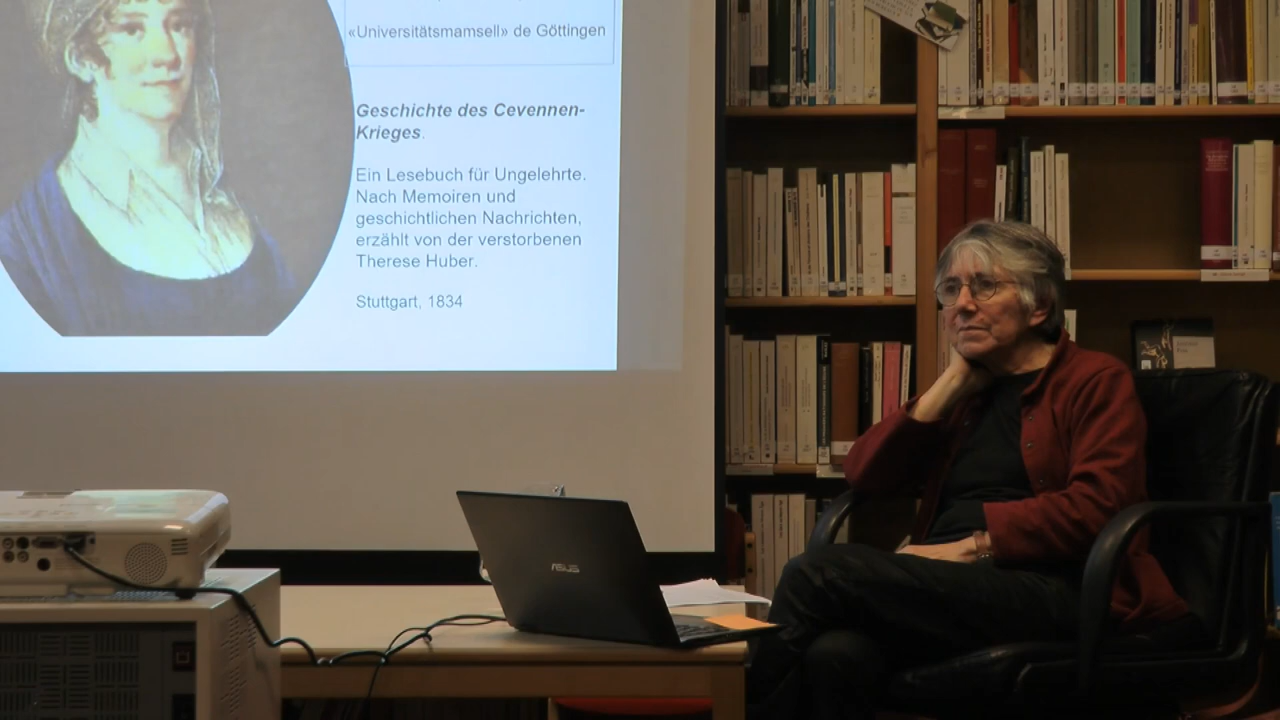 «Universitätsmamsell» de Göttingen
Geschichte des Cevennen-
Krieges.
Ein Lesebuch für Ungelehrte.
Nach Memoiren und
geschichtlichen Nachrichten,
erzählt von der verstorbenen
Therese Huber.
Stuttgart, 1834
ASUS